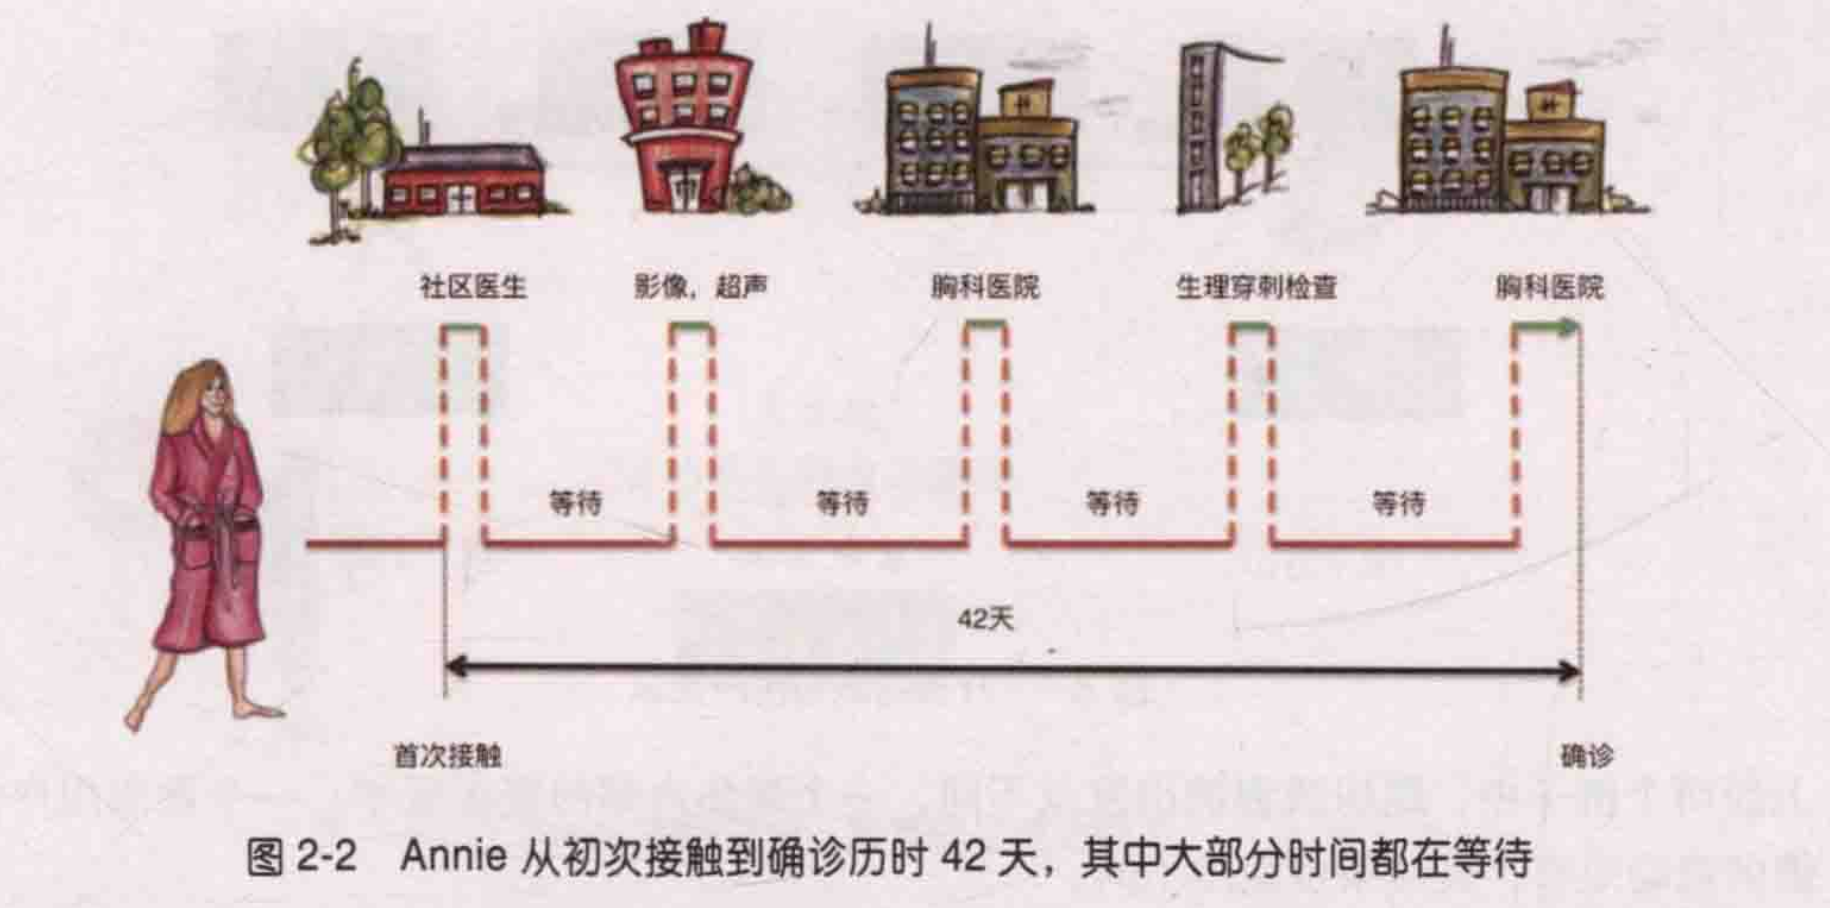 社区医生 影像，超声 胸科医院 生理穿刺检查 胸科医院
等待 等待 等待 等待
42天
首次接触 确诊
图 2-2 Annie 从初次接触到确诊历时 42 天，其中大部分时间都在等待